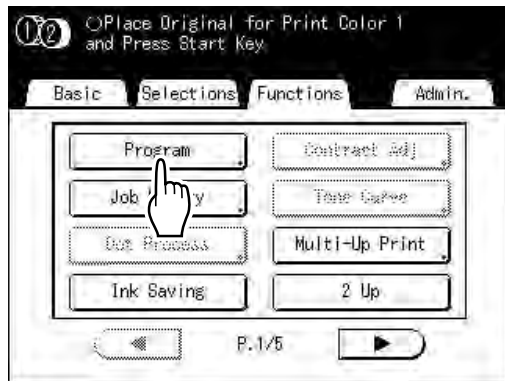 12 ○Place Original for Print Color 1
and Press Start Key
Basic Selections Functions Admin.
Program Contrast Adj
Job y Tone Curve
Dot Process Multi-Up Print
Ink Saving 2 Up
◀ P.1/5 ▶